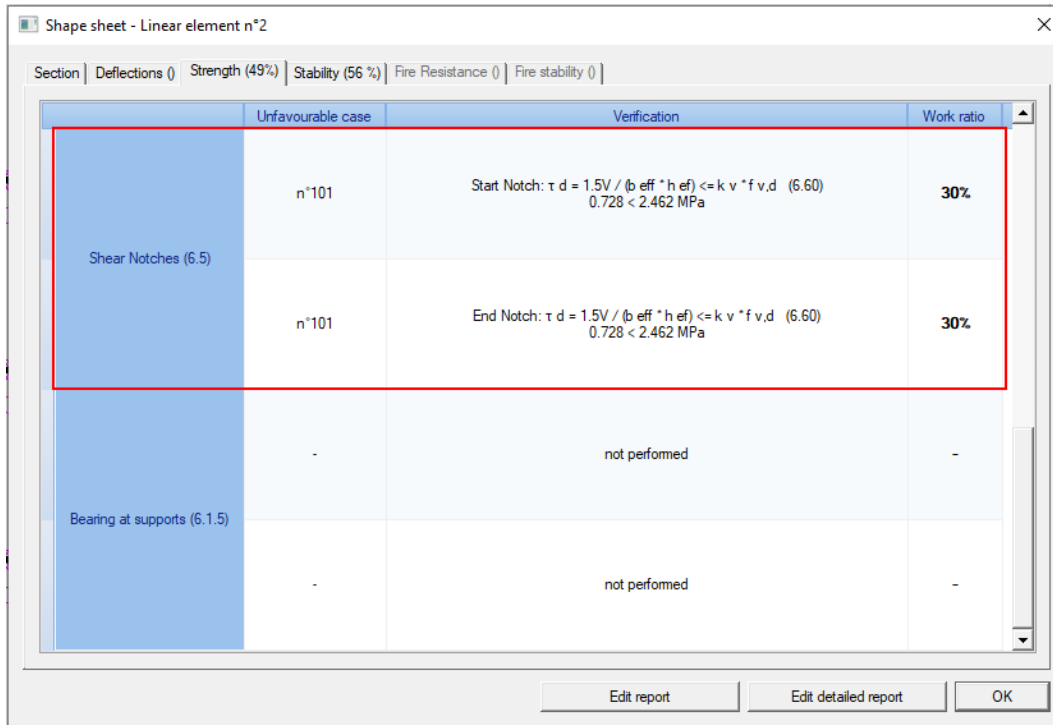 Shape sheet - Linear element n°2
Section Deflections () Strength (49%) Stability (56 %) Fire Resistance () Fire stability ()
Unfavourable case Verification Work ratio
Shear Notches (6.5)
n°101 Start Notch: τ d = 1.5V / (b eff * h ef) <= k v * f v,d (6.60) 30%
0.728 < 2.462 MPa
n°101 End Notch: τ d = 1.5V / (b eff * h ef) <= k v * f v,d (6.60) 30%
0.728 < 2.462 MPa
Bearing at supports (6.1.5)
- not performed -
- not performed -
Edit report Edit detailed report OK